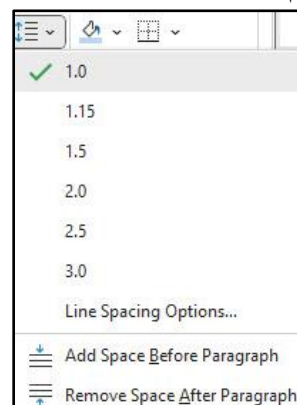 1.0
1.15
1.5
2.0
2.5
3.0
Line Spacing Options...
Add Space Before Paragraph
Remove Space After Paragraph